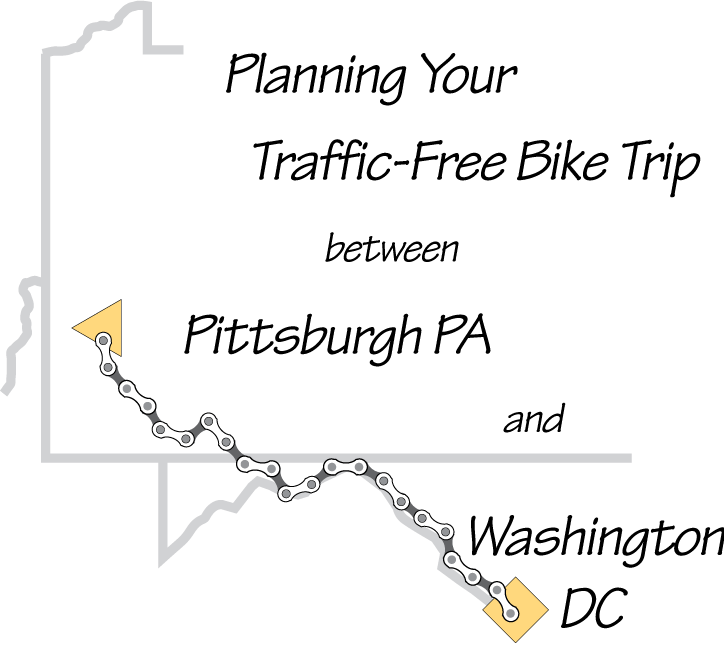 Planning Your
Traffic-Free Bike Trip
between
Pittsburgh PA
and
Washington
DC